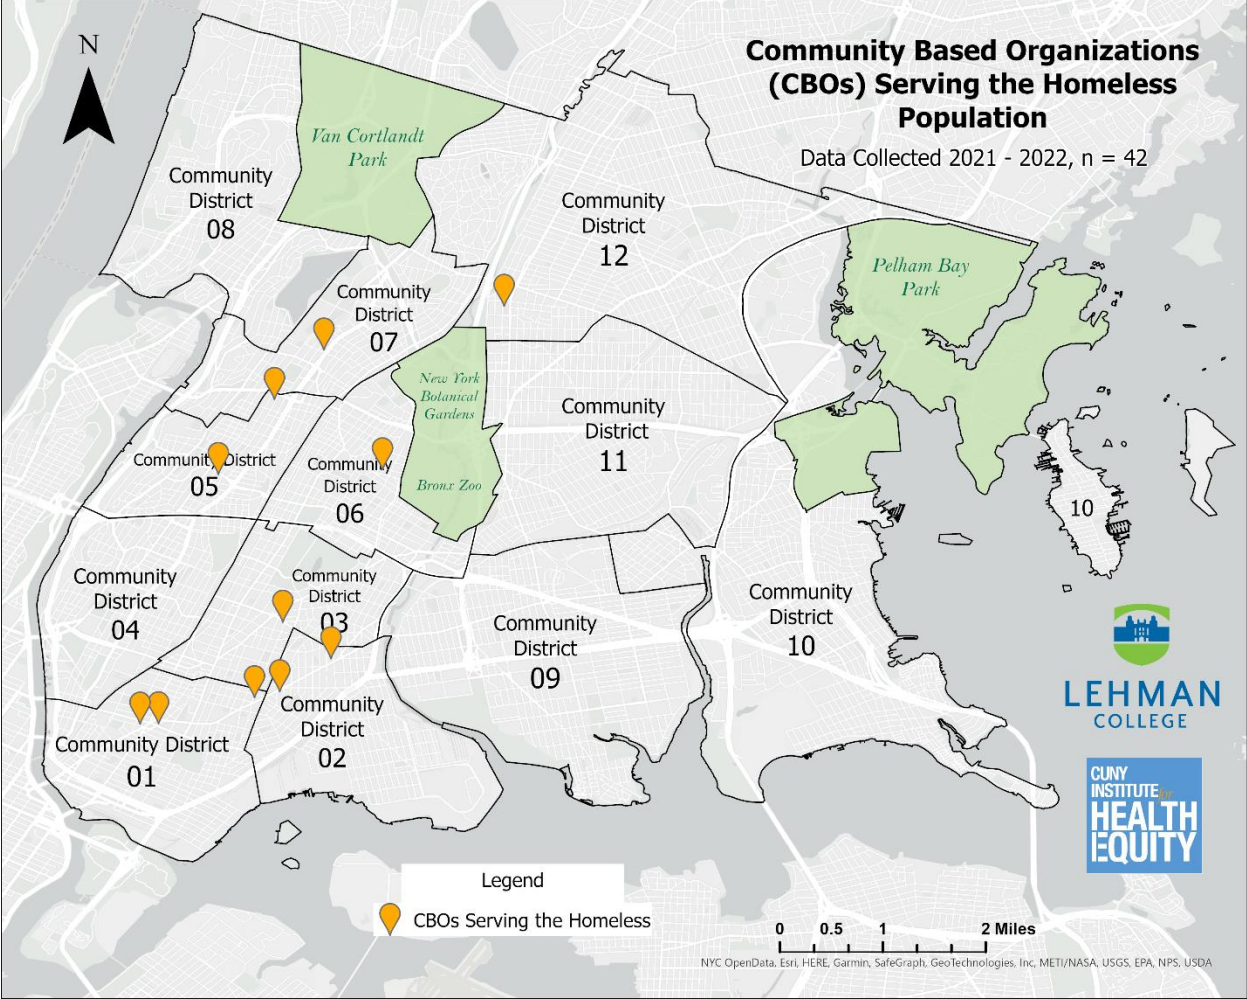 Community Based Organizations
(CBOs) Serving the Homeless
Population
Data Collected 2021 - 2022, n = 42
N
Van Cortlandt
Park
Community
District
08
Community
District
12
Pelham Bay
Park
Community
District
07
New York
Botanical
Gardens
Bronx Zoo
Community
District
11
Community District
05
Community
District
06
10
Community
District
04
Community
District
03
Community
District
09
Community
District
10
Community
District
02
Community District
01
LEHMAN
COLLEGE
CUNY
INSTITUTE for
HEALTH
EQUITY
Legend
CBOs Serving the Homeless
0 0.5 1 2 Miles
NYC OpenData, Esri, HERE, Garmin, SafeGraph, GeoTechnologies, Inc, METI/NASA, USGS, EPA, NPS, USDA